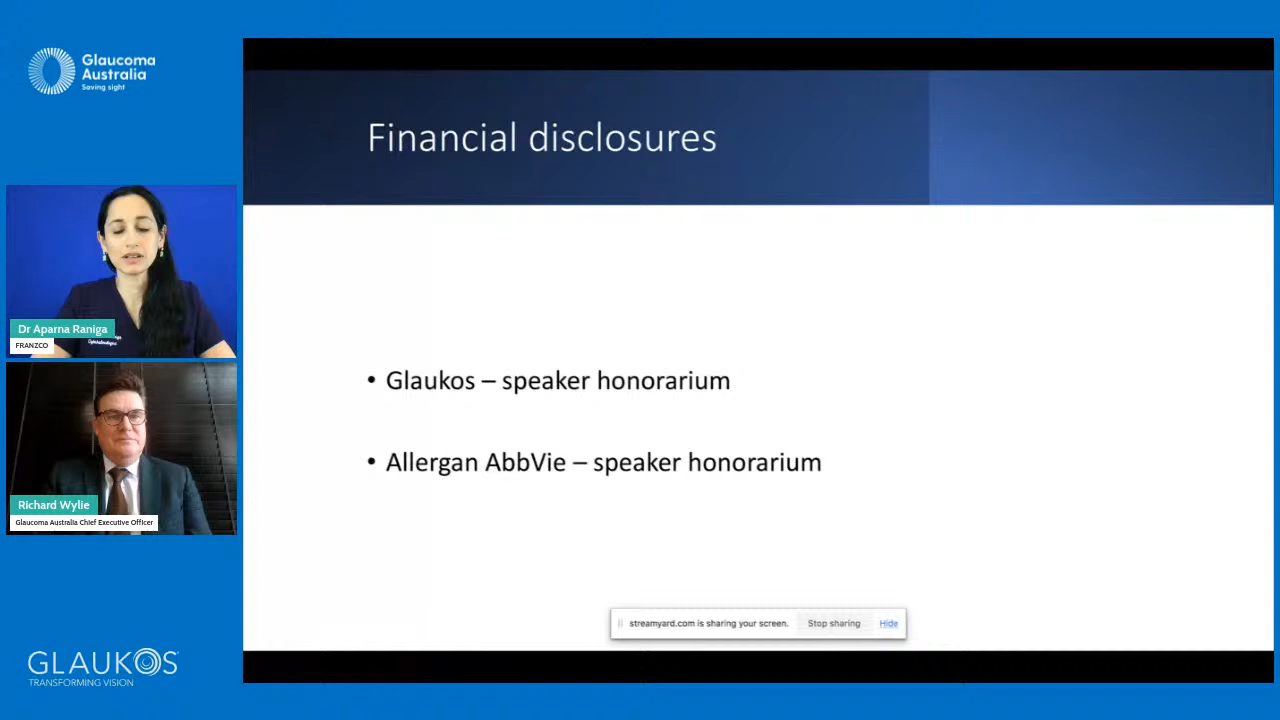 Glaucoma
Australia
Saving sight
Financial disclosures
• Glaukos – speaker honorarium
• Allergan AbbVie – speaker honorarium
streamyard.com is sharing your screen. Stop sharing Hide
Dr Aparna Raniga
FRANZCO
Richard Wylie
Glaucoma Australia Chief Executive Officer
GLAUKOS
TRANSFORMING VISION